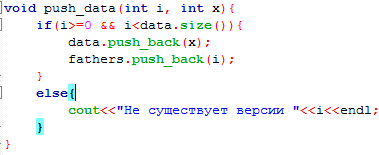 void push_data(int i, int x){
if(i>=0 && i<data.size()){
data.push_back(x);
fathers.push_back(i);
}
else{
cout<<"Не существует версии "<<i<<endl;
}
}